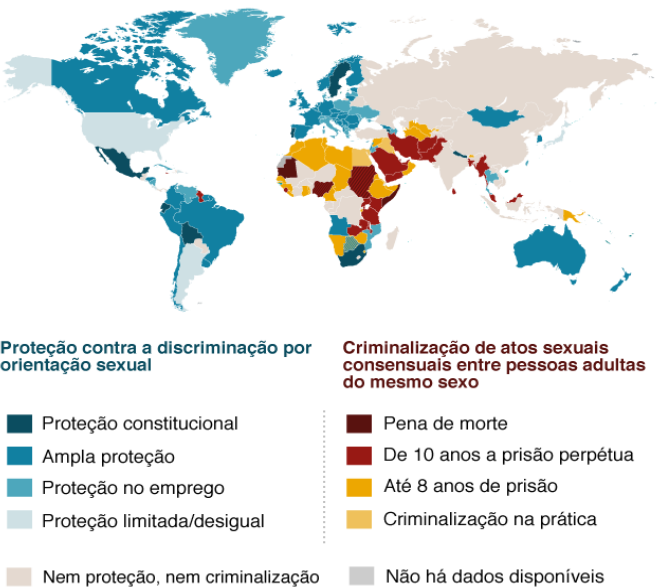 Proteção contra a discriminação por
orientação sexual
Proteção constitucional
Ampla proteção
Proteção no emprego
Proteção limitada/desigual
Criminalização de atos sexuais
consensuais entre pessoas adultas
do mesmo sexo
Pena de morte
De 10 anos a prisão perpétua
Até 8 anos de prisão
Criminalização na prática
Nem proteção, nem criminalização
Não há dados disponíveis